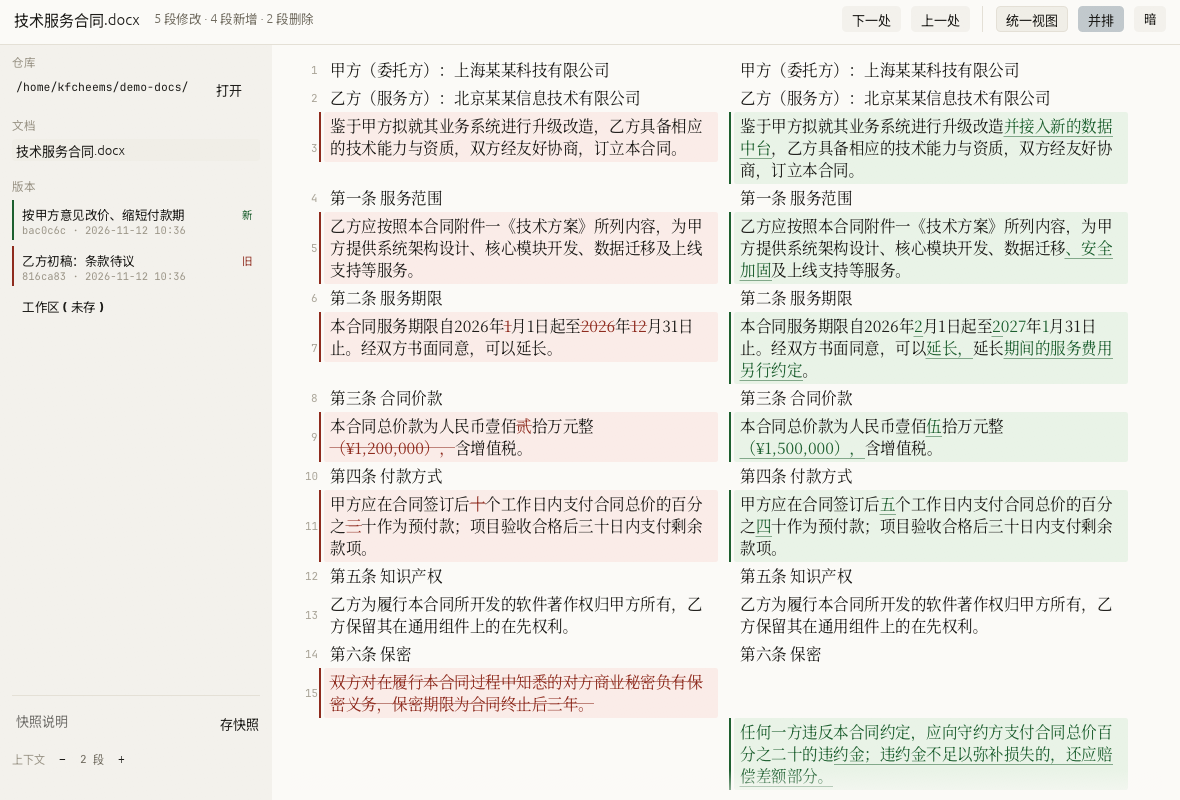 技术服务合同.docx
5 段修改 · 4 段新增 · 2 段删除
下一处
上一处
统一视图
并排
暗
仓库
/home/kfcheems/demo-docs/
打开
文档
技术服务合同.docx
版本
按甲方意见改价、缩短付款期
新
bac0c6c · 2026-11-12 10:36
乙方初稿：条款待议
旧
816ca83 · 2026-11-12 10:36
工作区 ( 未存 )
快照说明
存快照
上下文 − 2 段 +
1 甲方（委托方）：上海某某科技有限公司
2 乙方（服务方）：北京某某信息技术有限公司
鉴于甲方拟就其业务系统进行升级改造，乙方具备相应
3 的技术能力与资质，双方经友好协商，订立本合同。
4 第一条 服务范围
乙方应按照本合同附件一《技术方案》所列内容，为甲
5 方提供系统架构设计、核心模块开发、数据迁移及上线
支持等服务。
6 第二条 服务期限
本合同服务期限自2026年1月1日起至2026年12月31日
7 止。经双方书面同意，可以延长。
8 第三条 合同价款
9 本合同总价款为人民币壹佰贰拾万元整
（¥1,200,000），含增值税。
10 第四条 付款方式
甲方应在合同签订后十个工作日内支付合同总价的百分
11 之三十作为预付款；项目验收合格后三十日内支付剩余
款项。
12 第五条 知识产权
13 乙方为履行本合同所开发的软件著作权归甲方所有，乙
方保留其在通用组件上的在先权利。
14 第六条 保密
15 双方对在履行本合同过程中知悉的对方商业秘密负有保
密义务，保密期限为合同终止后三年。
甲方（委托方）：上海某某科技有限公司
乙方（服务方）：北京某某信息技术有限公司
鉴于甲方拟就其业务系统进行升级改造并接入新的数据
中台，乙方具备相应的技术能力与资质，双方经友好协
商，订立本合同。
第一条 服务范围
乙方应按照本合同附件一《技术方案》所列内容，为甲
方提供系统架构设计、核心模块开发、数据迁移、安全
加固及上线支持等服务。
第二条 服务期限
本合同服务期限自2026年2月1日起至2027年1月31日
止。经双方书面同意，可以延长，延长期间的服务费用
另行约定。
第三条 合同价款
本合同总价款为人民币壹佰伍拾万元整
（¥1,500,000），含增值税。
第四条 付款方式
甲方应在合同签订后五个工作日内支付合同总价的百分
之四十作为预付款；项目验收合格后三十日内支付剩余
款项。
第五条 知识产权
乙方为履行本合同所开发的软件著作权归甲方所有，乙
方保留其在通用组件上的在先权利。
第六条 保密
任何一方违反本合同约定，应向守约方支付合同总价百
分之二十的违约金；违约金不足以弥补损失的，还应赔
偿差额部分。